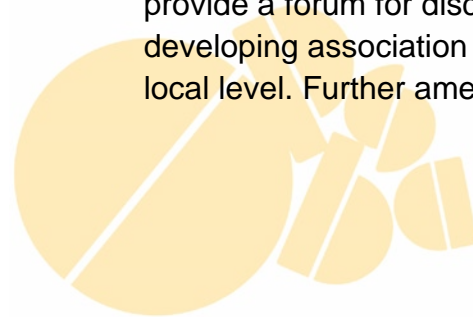 provide a forum for disc
developing association
local level. Further ame